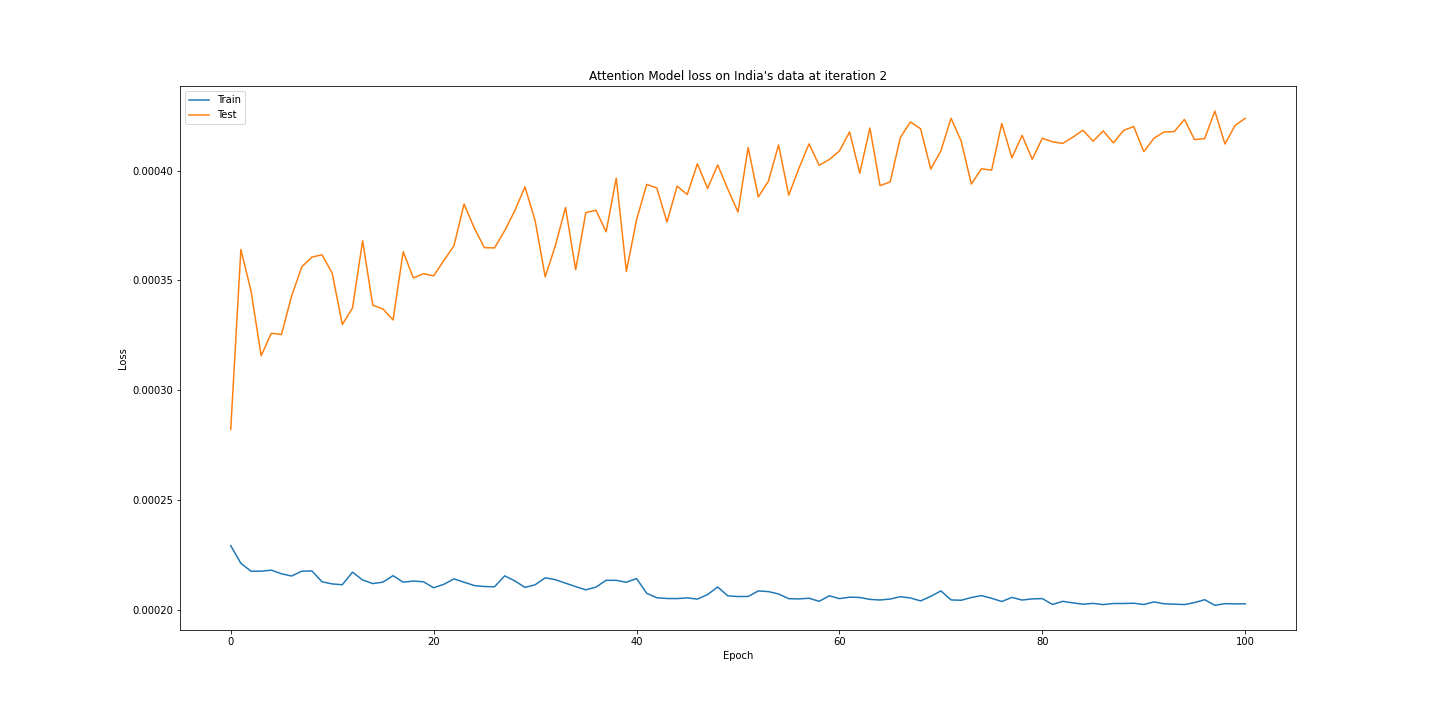 Attention Model loss on India's data at iteration 2
Train
Test
0.00040
0.00035
0.00030
0.00025
0.00020
Loss
0 20 40 60 80 100
Epoch